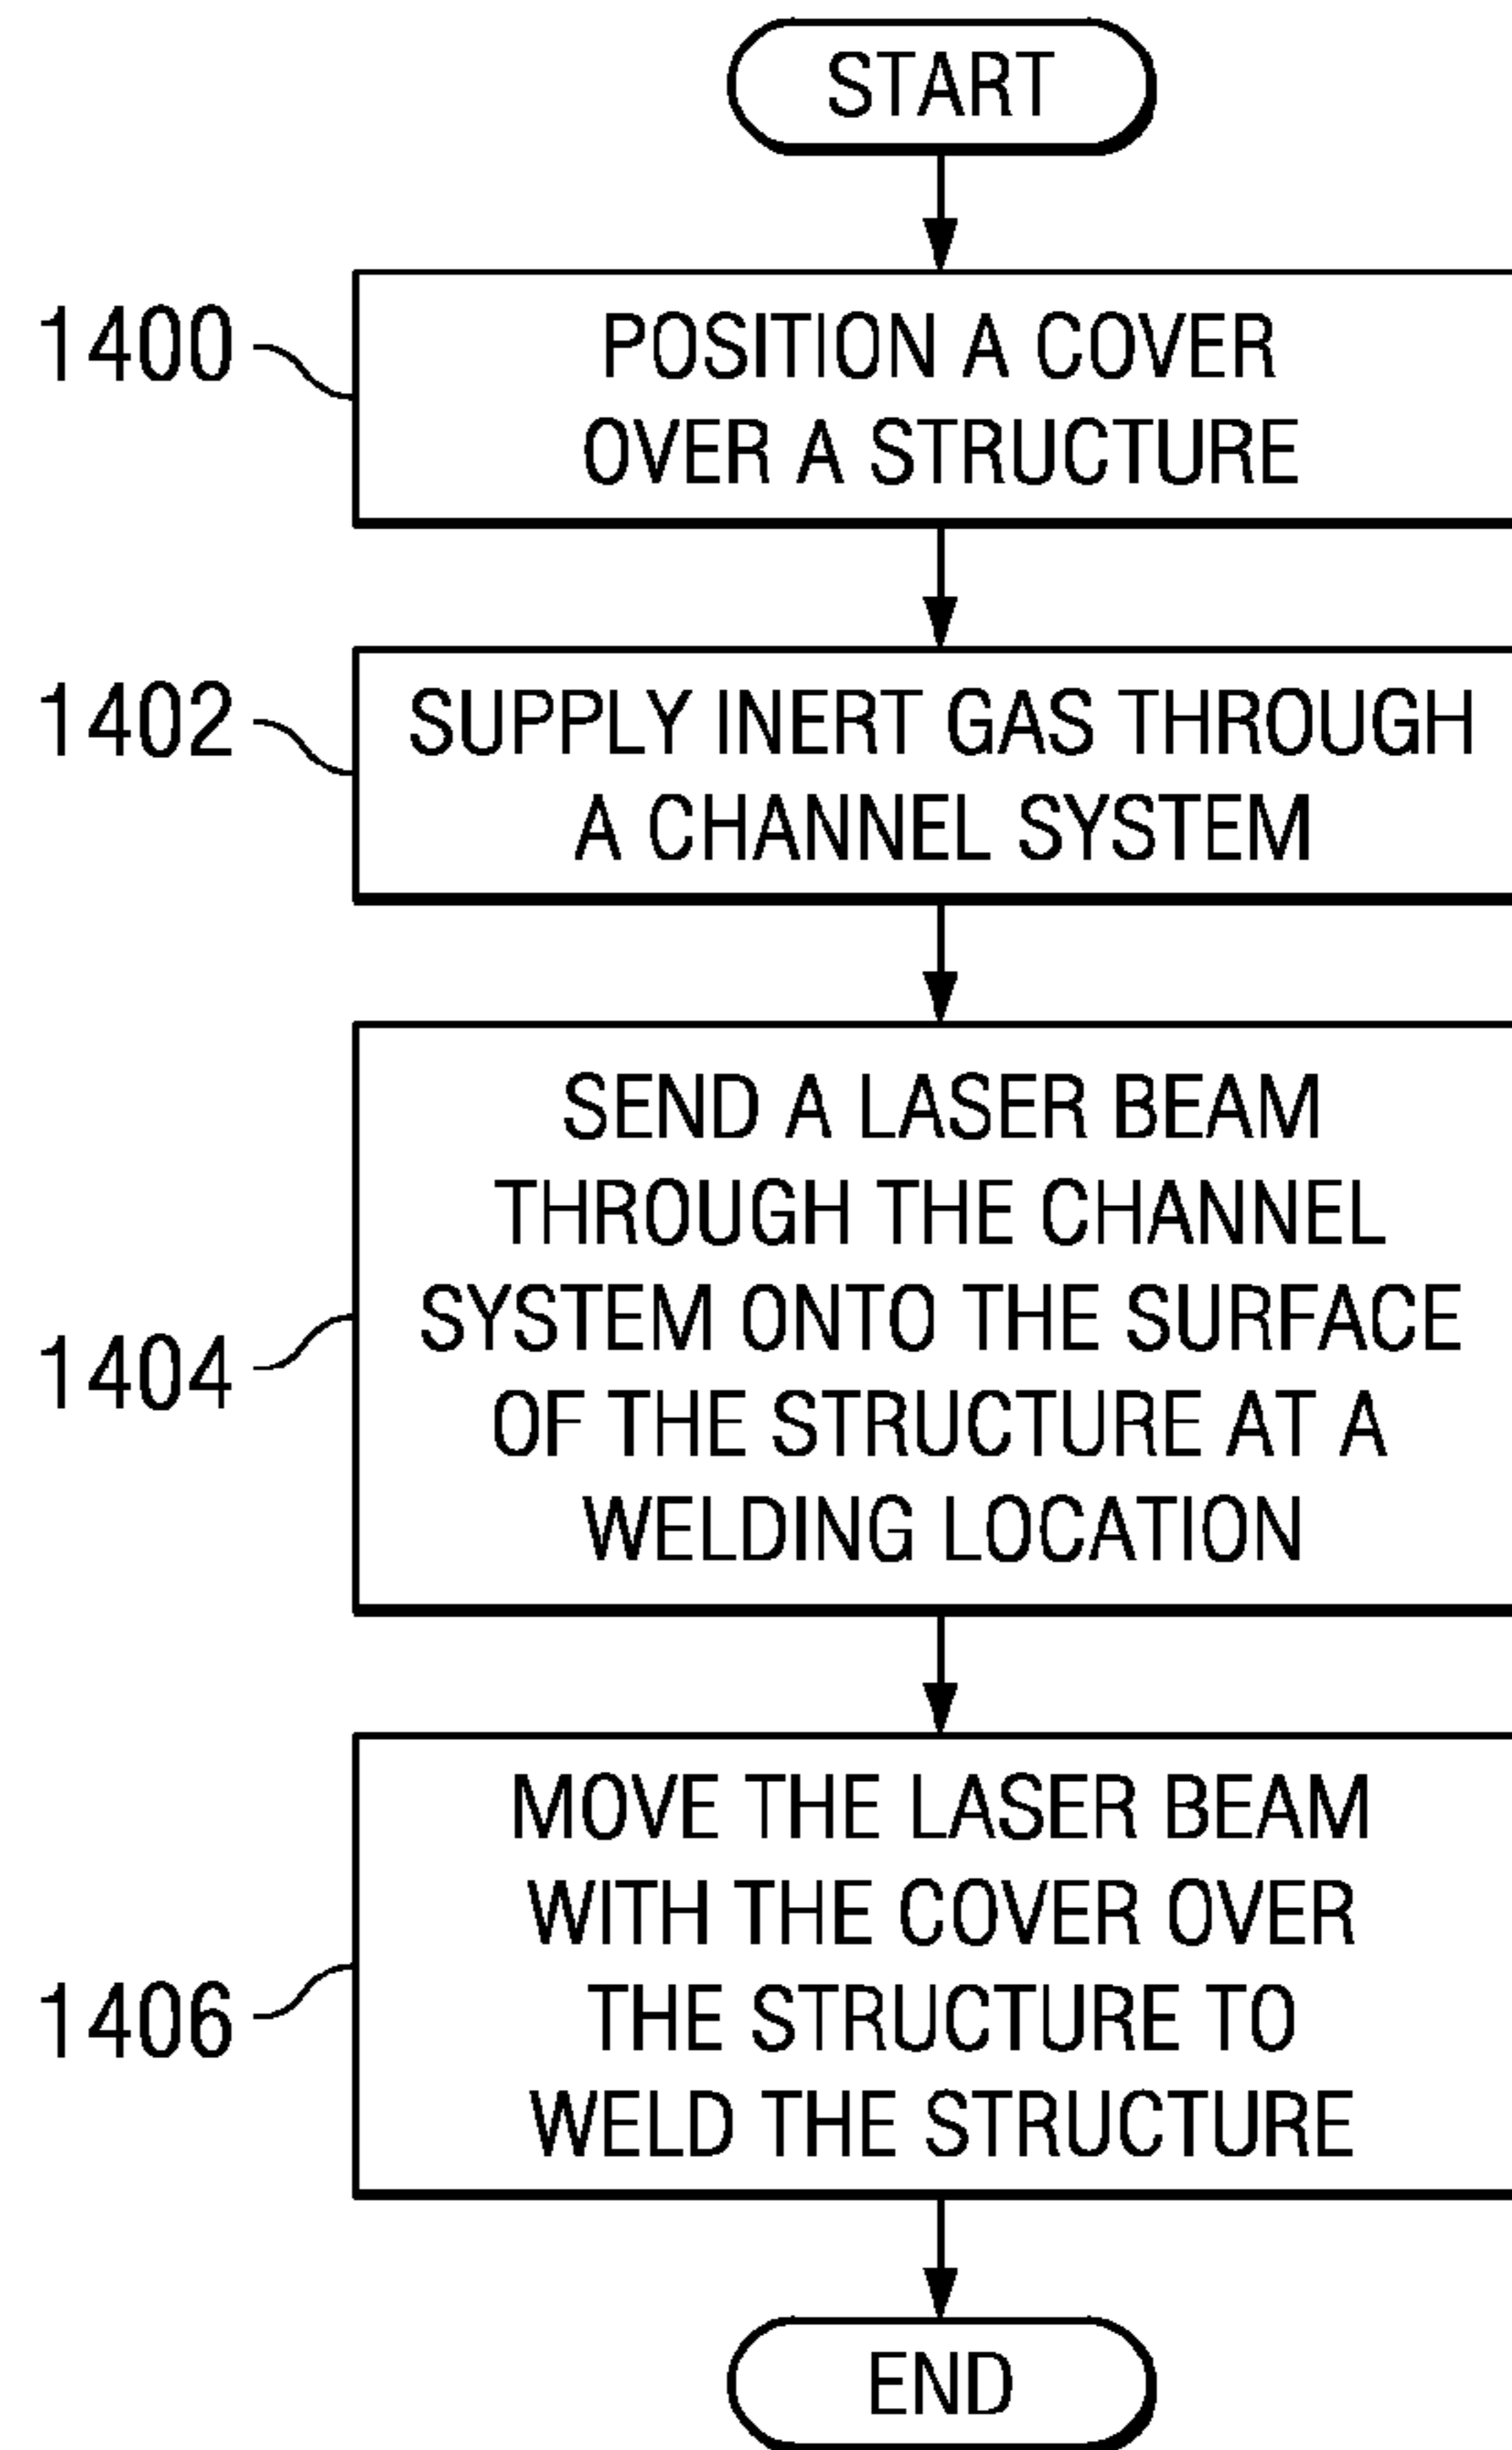 START
1400
POSITION A COVER
OVER A STRUCTURE
1402
SUPPLY INERT GAS THROUGH
A CHANNEL SYSTEM
1404
SEND A LASER BEAM
THROUGH THE CHANNEL
SYSTEM ONTO THE SURFACE
OF THE STRUCTURE AT A
WELDING LOCATION
1406
MOVE THE LASER BEAM
WITH THE COVER OVER
THE STRUCTURE TO
WELD THE STRUCTURE
END